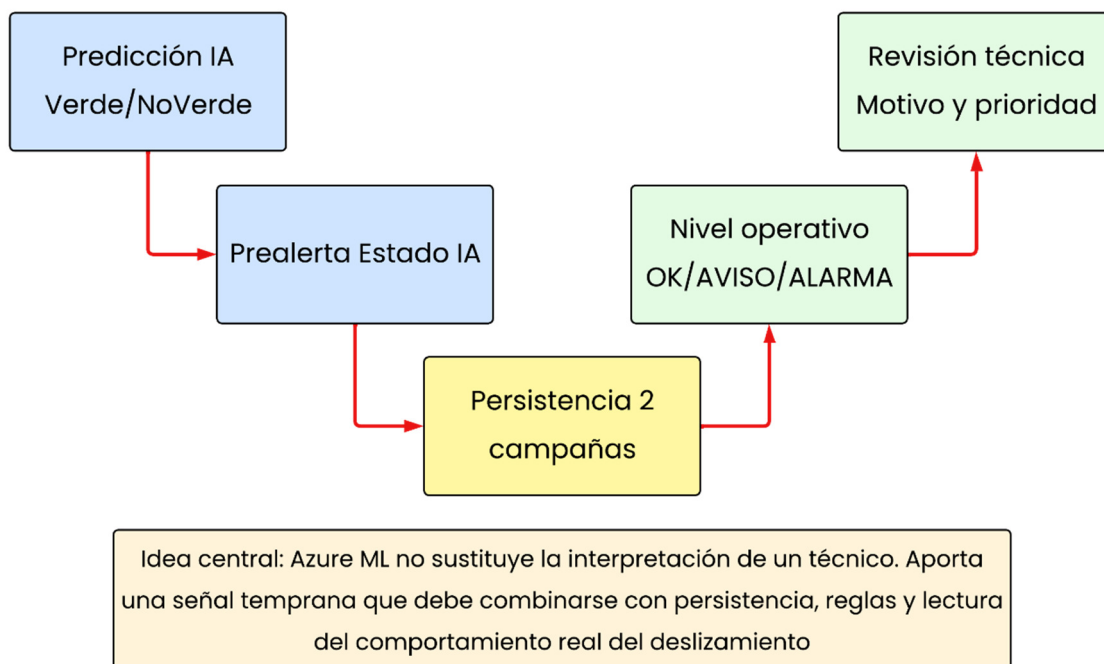 Predicción IA
Verde/NoVerde
Prealerta Estado IA
Persistencia 2
campañas
Nivel operativo
OK/AVISO/ALARMA
Revisión técnica
Motivo y prioridad
Idea central: Azure ML no sustituye la interpretación de un técnico. Aporta
una señal temprana que debe combinarse con persistencia, reglas y lectura
del comportamiento real del deslizamiento